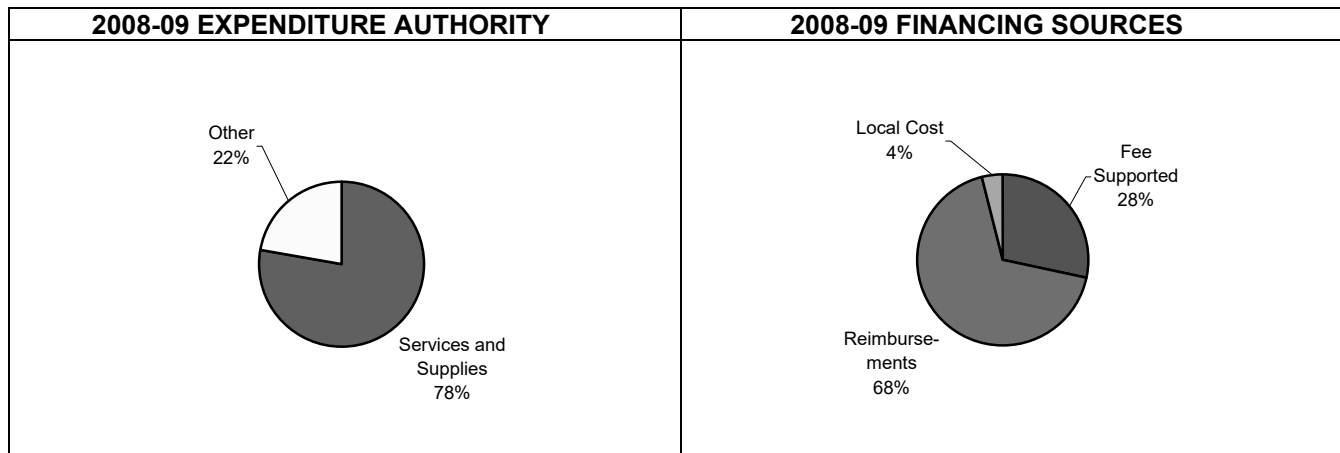 2008-09 EXPENDITURE AUTHORITY
2008-09 FINANCING SOURCES
Other
22%
Services and
Supplies
78%
Local Cost
4%
Fee
Supported
28%
Reimburse-
ments
68%